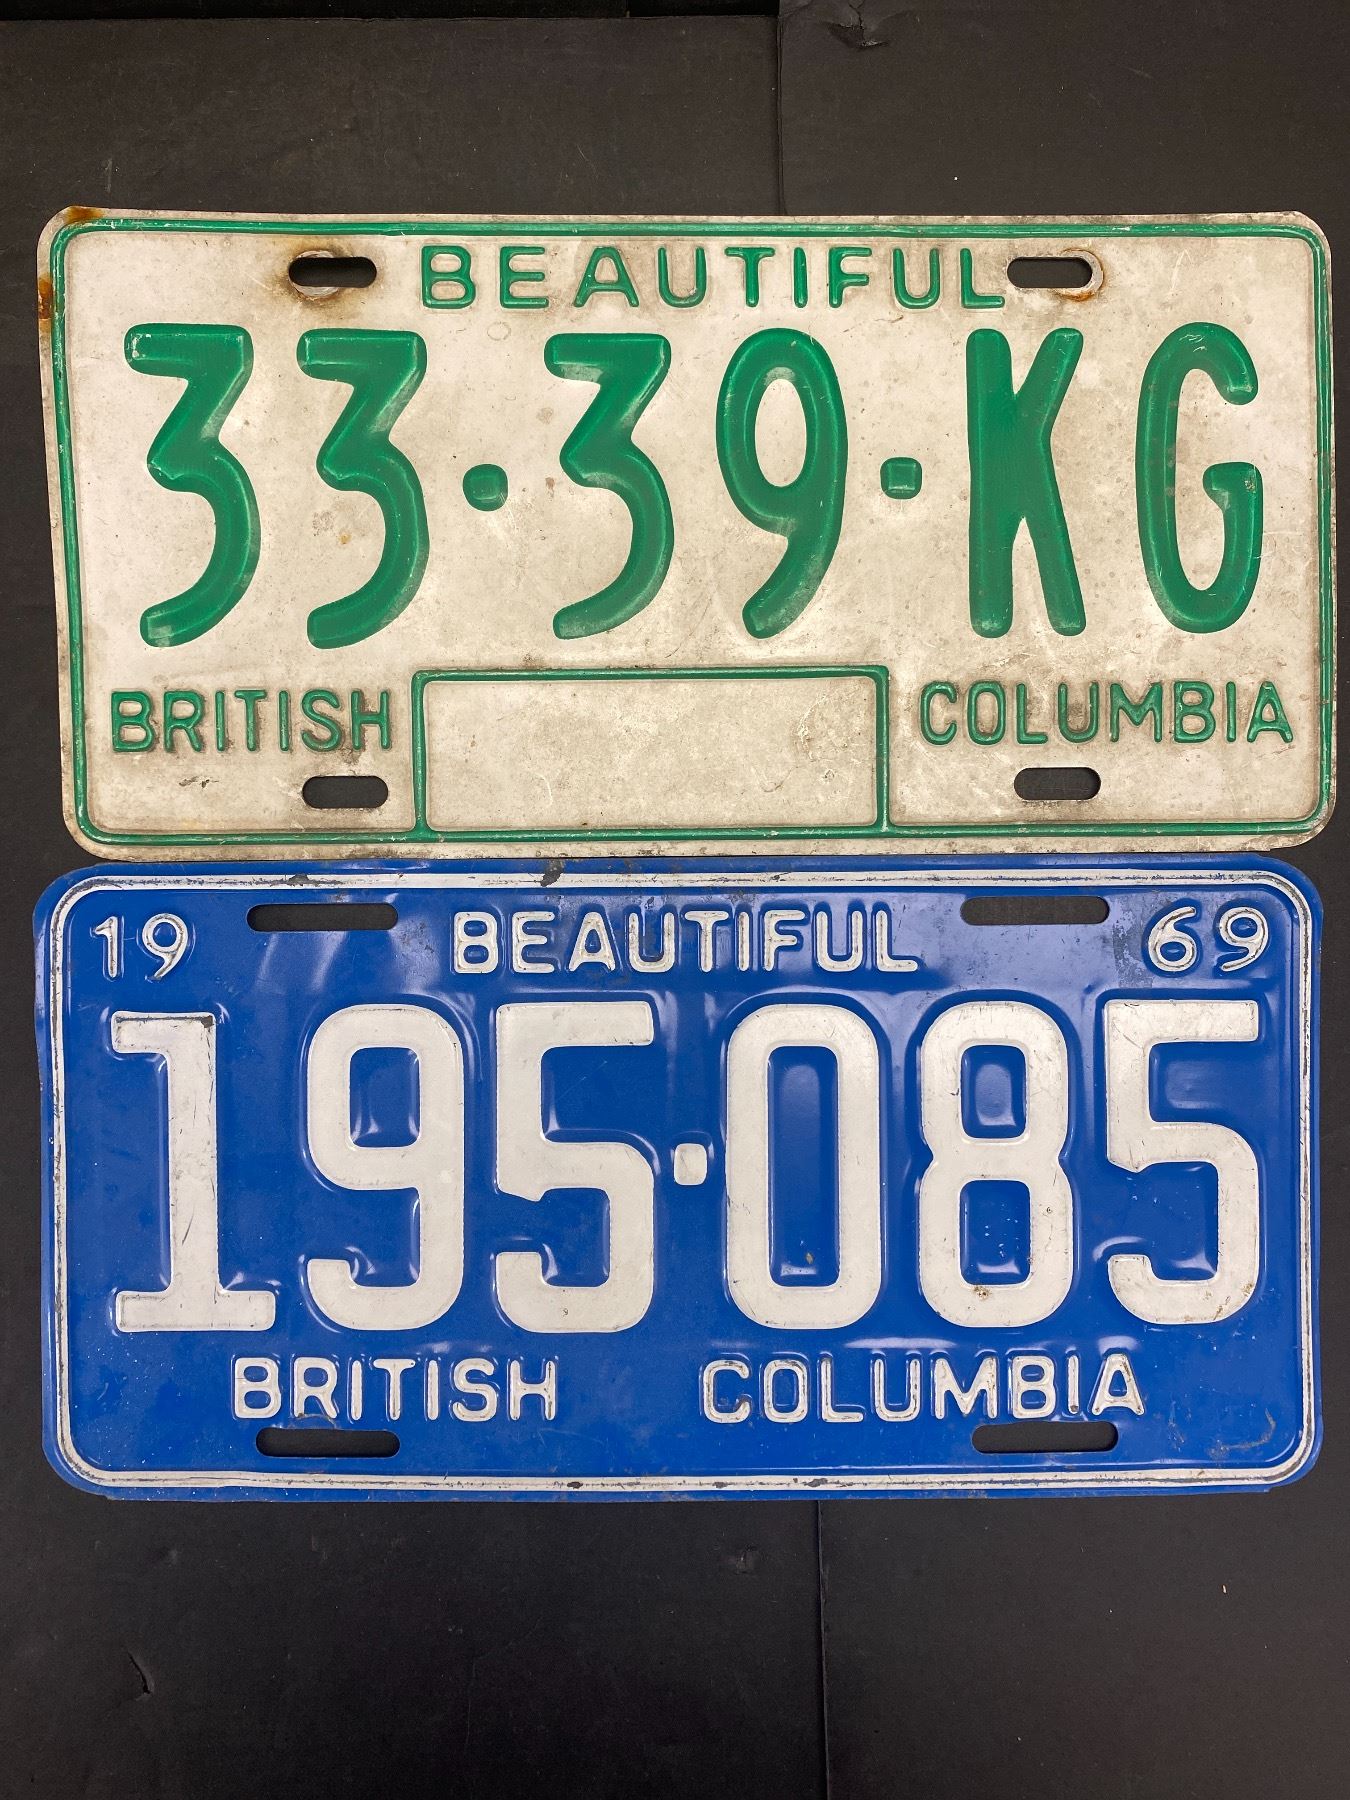 BEAUTIFUL
33·39·KG
BRITISH COLUMBIA
19 BEAUTIFUL 69
195·085
BRITISH COLUMBIA